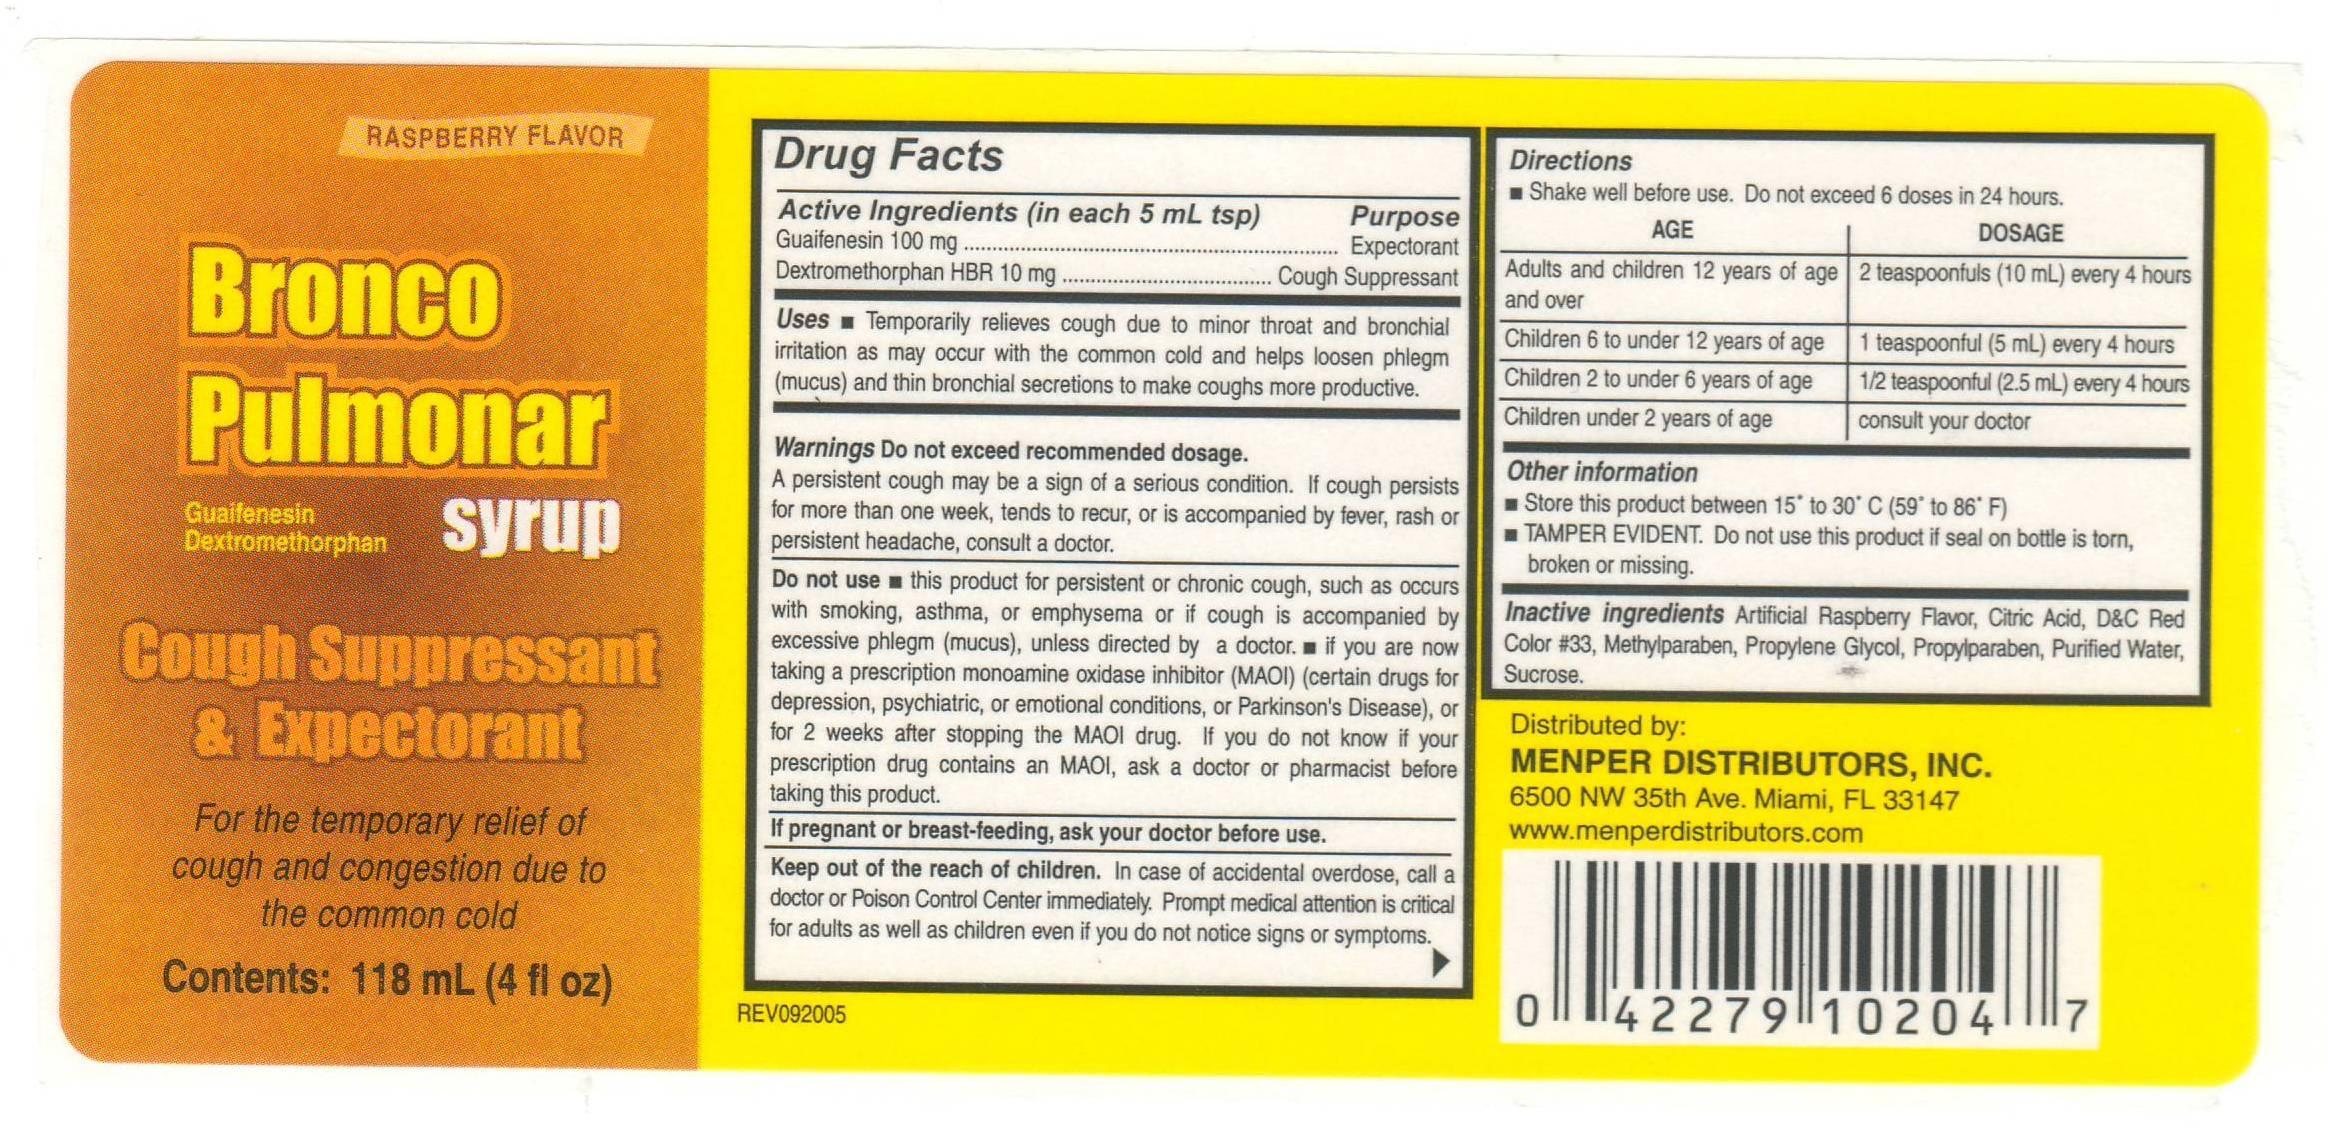 RASPBERRY FLAVOR
Bronco
Pulmonar
Guaifenesin
Dextromethorphan
syrup
Cough Suppressant
& Expectorant
For the temporary relief of
cough and congestion due to
the common cold
Contents: 118 mL (4 fl oz)
Drug Facts
Active Ingredients (in each 5 mL tsp) Purpose
Guaifenesin 100 mg ........................................................ Expectorant
Dextromethorphan HBR 10 mg ................................... Cough Suppressant
Uses ■ Temporarily relieves cough due to minor throat and bronchial
irritation as may occur with the common cold and helps loosen phlegm
(mucus) and thin bronchial secretions to make coughs more productive.
Warnings Do not exceed recommended dosage.
A persistent cough may be a sign of a serious condition. If cough persists
for more than one week, tends to recur, or is accompanied by fever, rash or
persistent headache, consult a doctor.
Do not use ■ this product for persistent or chronic cough, such as occurs
with smoking, asthma, or emphysema or if cough is accompanied by
excessive phlegm (mucus), unless directed by a doctor. ■ if you are now
taking a prescription monoamine oxidase inhibitor (MAOI) (certain drugs for
depression, psychiatric, or emotional conditions, or Parkinson's Disease), or
for 2 weeks after stopping the MAOI drug. If you do not know if your
prescription drug contains an MAOI, ask a doctor or pharmacist before
taking this product.
If pregnant or breast-feeding, ask your doctor before use.
Keep out of the reach of children. In case of accidental overdose, call a
doctor or Poison Control Center immediately. Prompt medical attention is critical
for adults as well as children even if you do not notice signs or symptoms.
REV092005
Directions
■ Shake well before use. Do not exceed 6 doses in 24 hours.
AGE DOSAGE
Adults and children 12 years of age 2 teaspoonfuls (10 mL) every 4 hours
and over
Children 6 to under 12 years of age 1 teaspoonful (5 mL) every 4 hours
Children 2 to under 6 years of age 1/2 teaspoonful (2.5 mL) every 4 hours
Children under 2 years of age consult your doctor
Other information
■ Store this product between 15° to 30° C (59° to 86° F)
■ TAMPER EVIDENT. Do not use this product if seal on bottle is torn,
broken or missing.
Inactive ingredients Artificial Raspberry Flavor, Citric Acid, D&C Red
Color #33, Methylparaben, Propylene Glycol, Propylparaben, Purified Water,
Sucrose.
Distributed by:
MENPER DISTRIBUTORS, INC.
6500 NW 35th Ave. Miami, FL 33147
www.menperdistributors.com
0 42279 10204 7